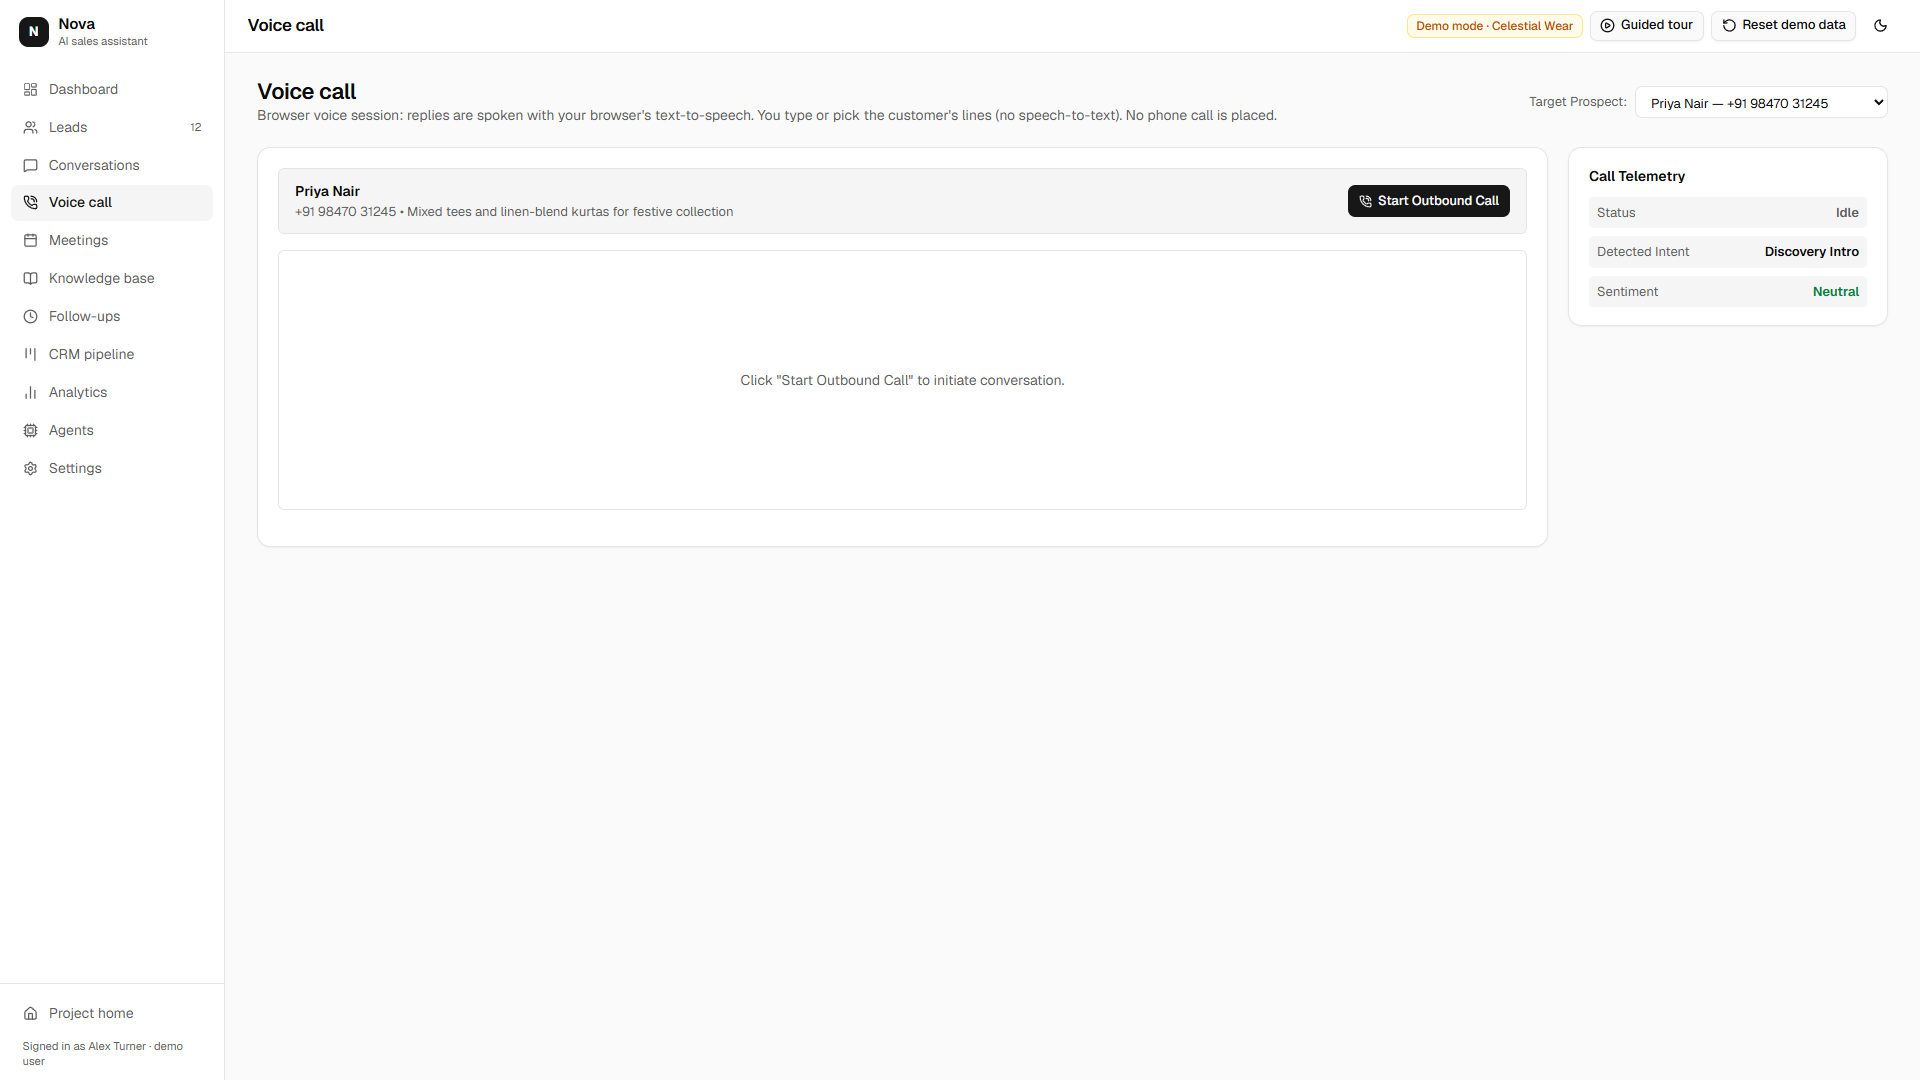 N
Nova
AI sales assistant
Dashboard
Leads
12
Conversations
Voice call
Meetings
Knowledge base
Follow-ups
CRM pipeline
Analytics
Agents
Settings
Project home
Signed in as Alex Turner · demo
user
Voice call
Demo mode · Celestial Wear
Guided tour
Reset demo data
Voice call
Browser voice session: replies are spoken with your browser's text-to-speech. You type or pick the customer's lines (no speech-to-text). No phone call is placed.
Target Prospect:
Priya Nair — +91 98470 31245
Priya Nair
+91 98470 31245 • Mixed tees and linen-blend kurtas for festive collection
Start Outbound Call
Click "Start Outbound Call" to initiate conversation.
Call Telemetry
Status
Idle
Detected Intent
Discovery Intro
Sentiment
Neutral